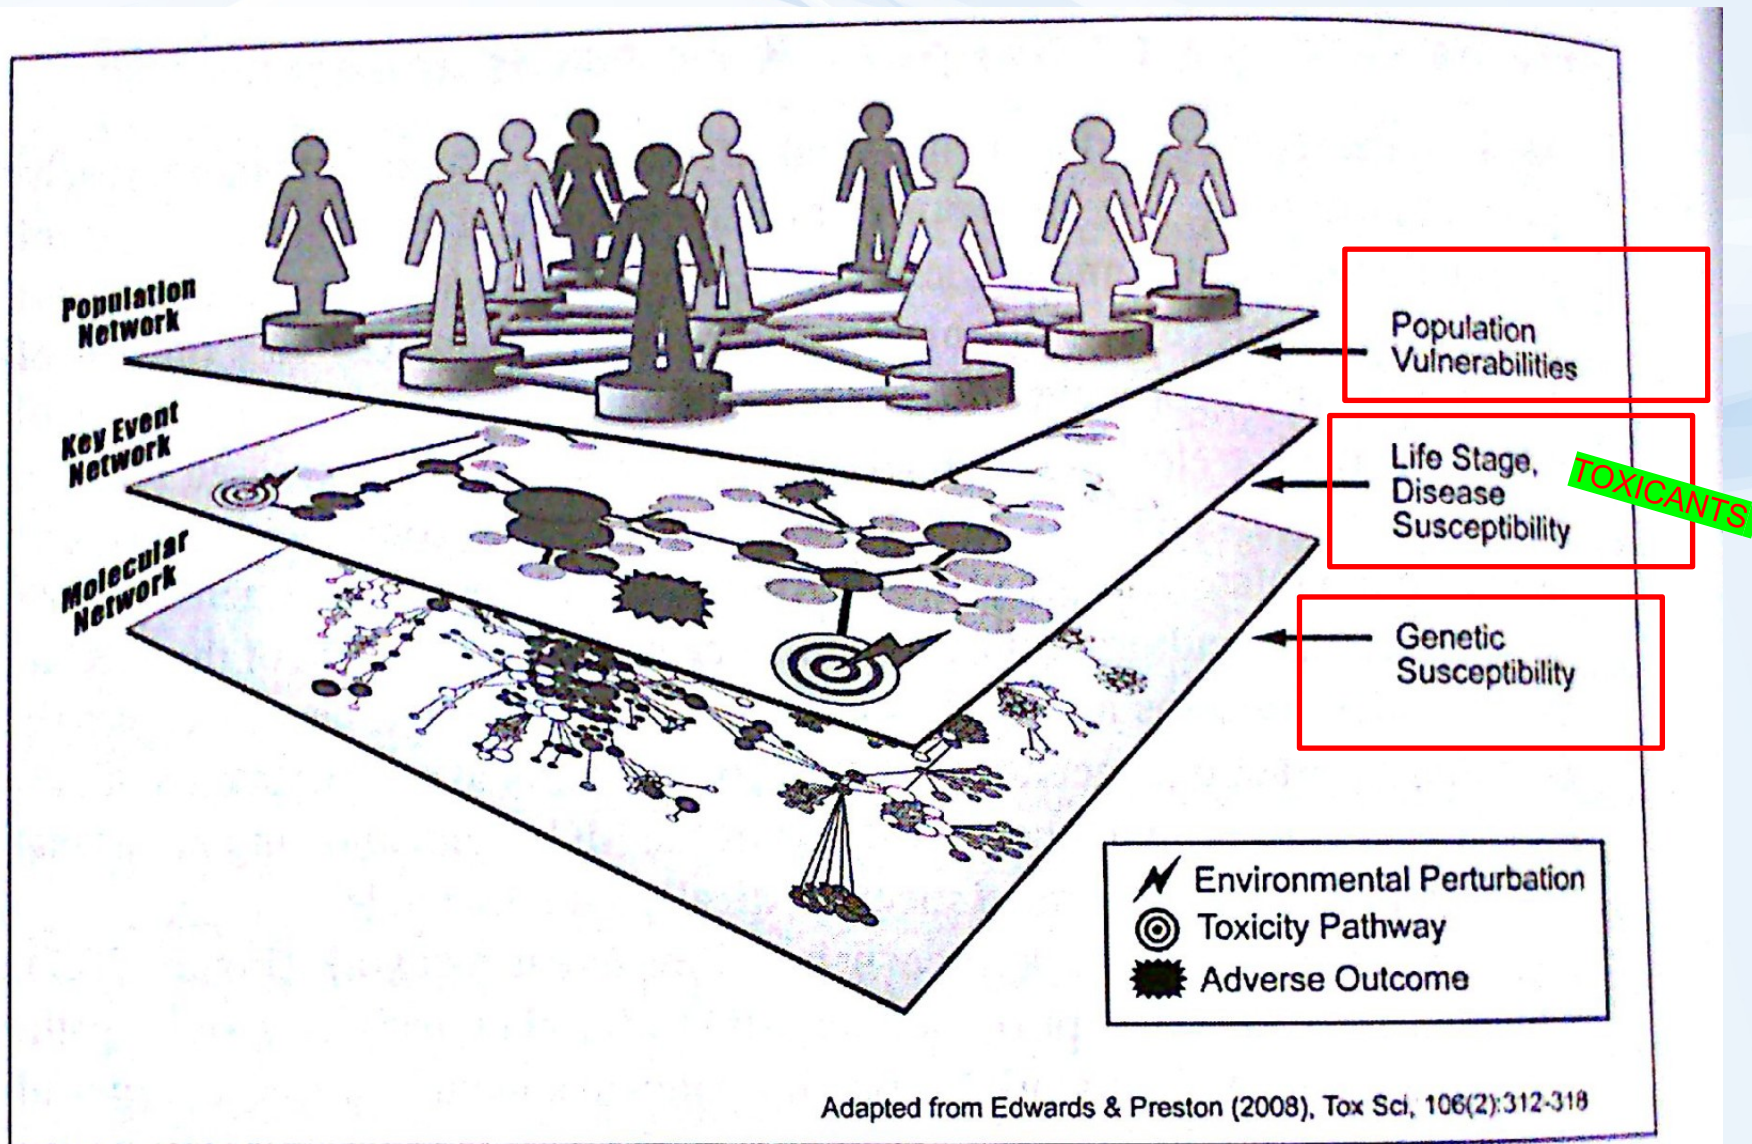 Population
Network
Key Event
Network
Molecular
Network
Population
Vulnerabilities
Life Stage,
Disease
Susceptibility
TOXICANTS
Genetic
Susceptibility
Environmental Perturbation
Toxicity Pathway
Adverse Outcome
Adapted from Edwards & Preston (2008), Tox Sci, 106(2):312-318